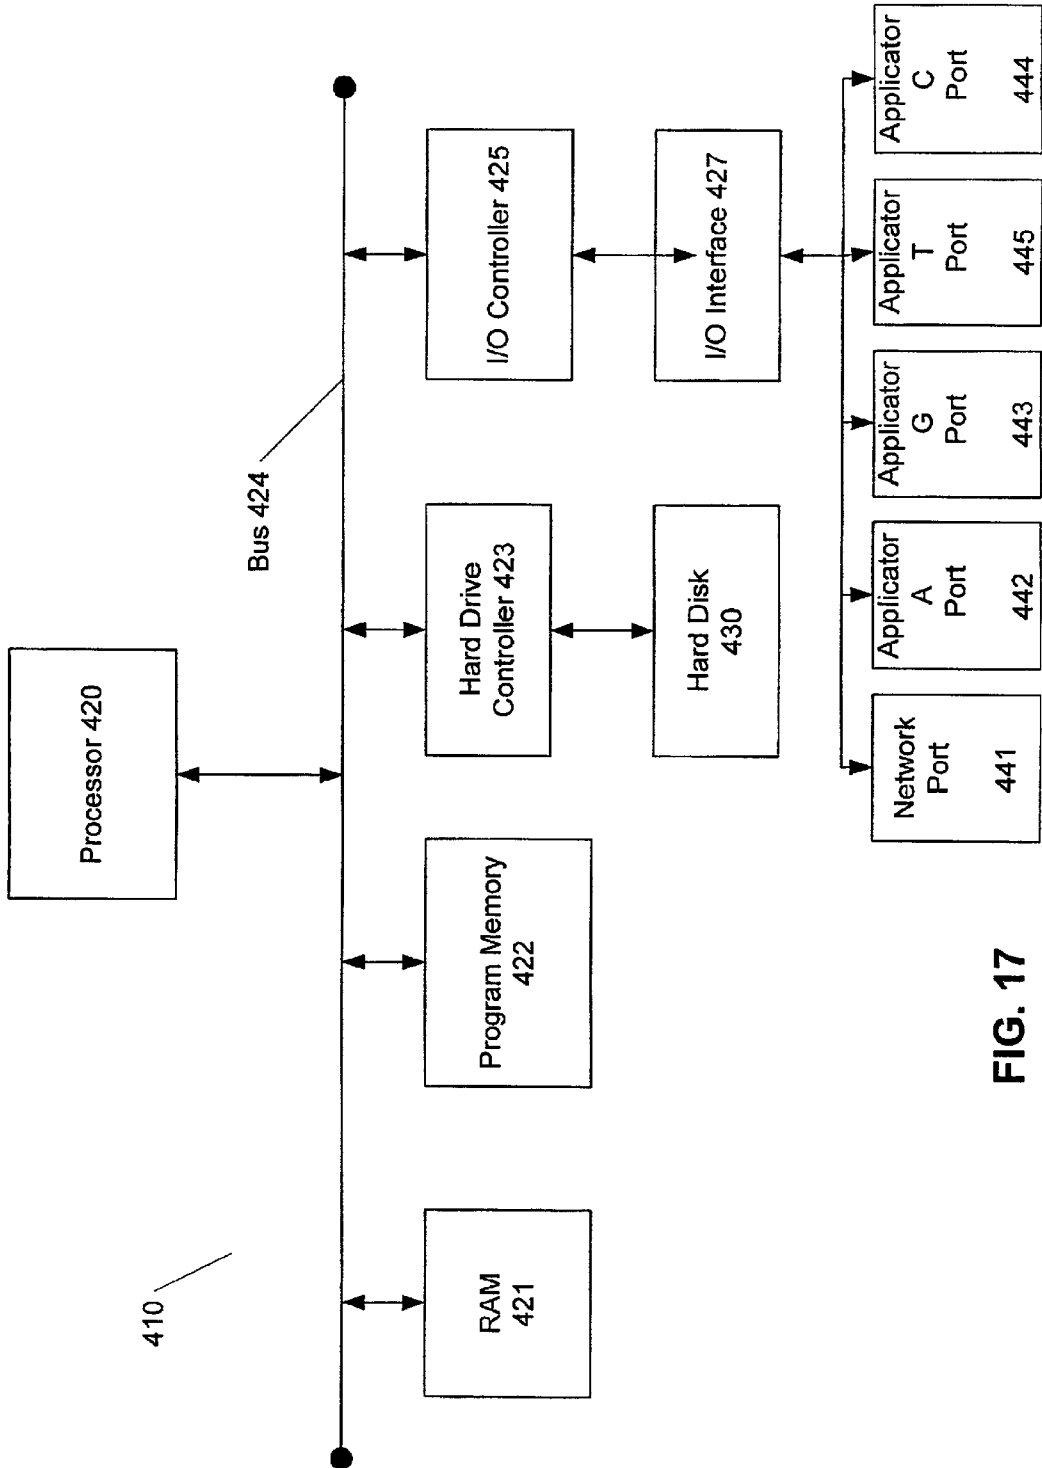 410
Processor 420
Bus 424
RAM
421
Program Memory
422
Hard Drive
Controller 423
I/O Controller 425
Hard Disk
430
I/O Interface 427
Network
Port
441
Applicator
A
Port
442
Applicator
G
Port
443
Applicator
T
Port
445
Applicator
C
Port
444
FIG. 17